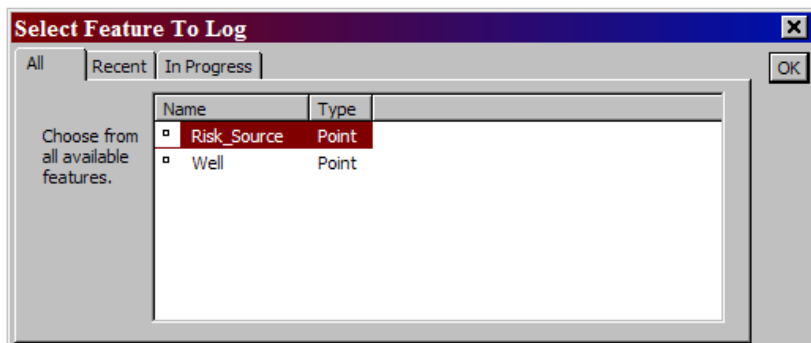 Select Feature To Log
All Recent In Progress
OK
Name Type
Choose from
all available
features.
Risk_Source Point
Well Point